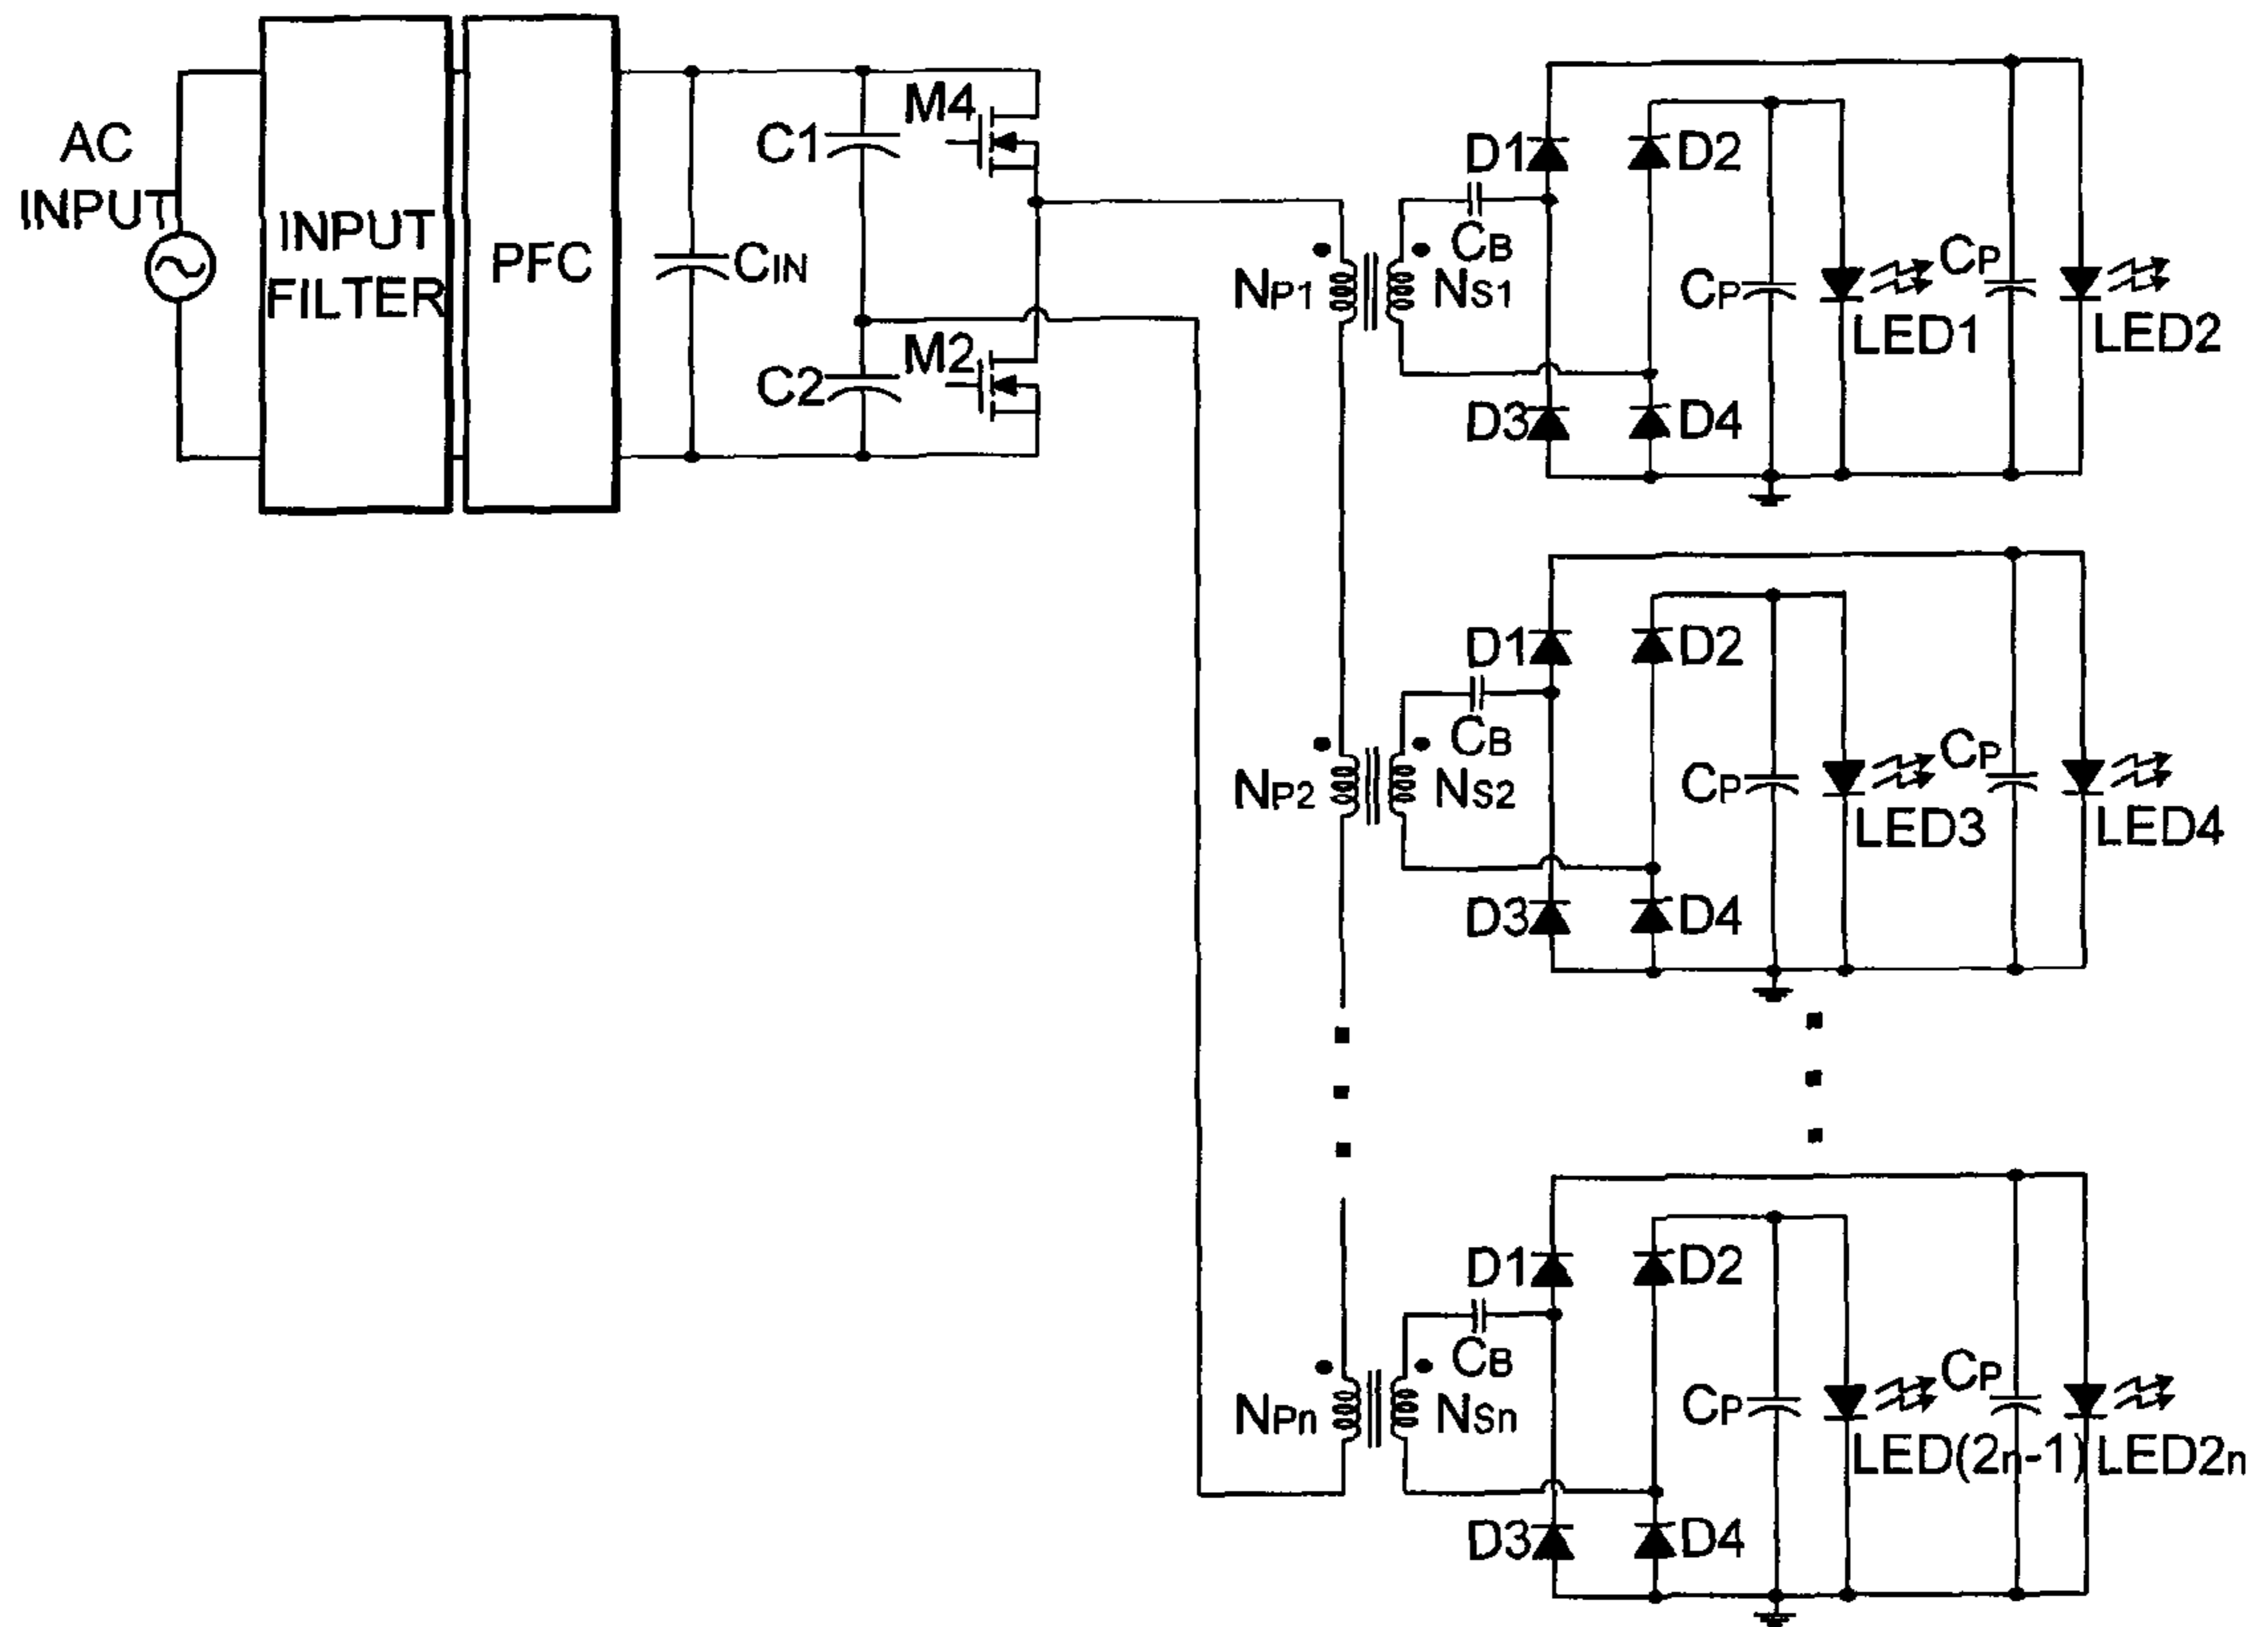 AC
INPUT
INPUT
FILTER
PFC
CIN
C1
C2
M4
M2
NP1
NS1
CB
D1
D2
D3
D4
CP
LED1
CP
LED2
NP2
NS2
CB
D1
D2
D3
D4
CP
LED3
CP
LED4
NPn
NSn
CB
D1
D2
D3
D4
CP
LED(2n-1)
CP
LED2n